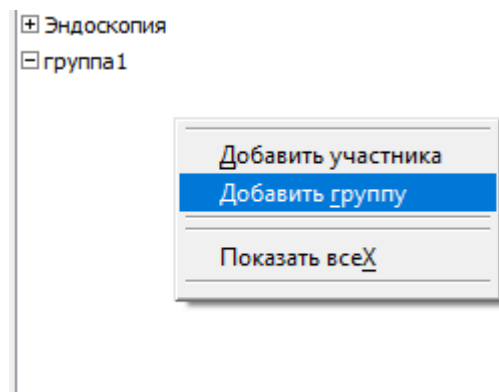 Эндоскопия
группа1
Добавить участника
Добавить группу
Показать всеХ